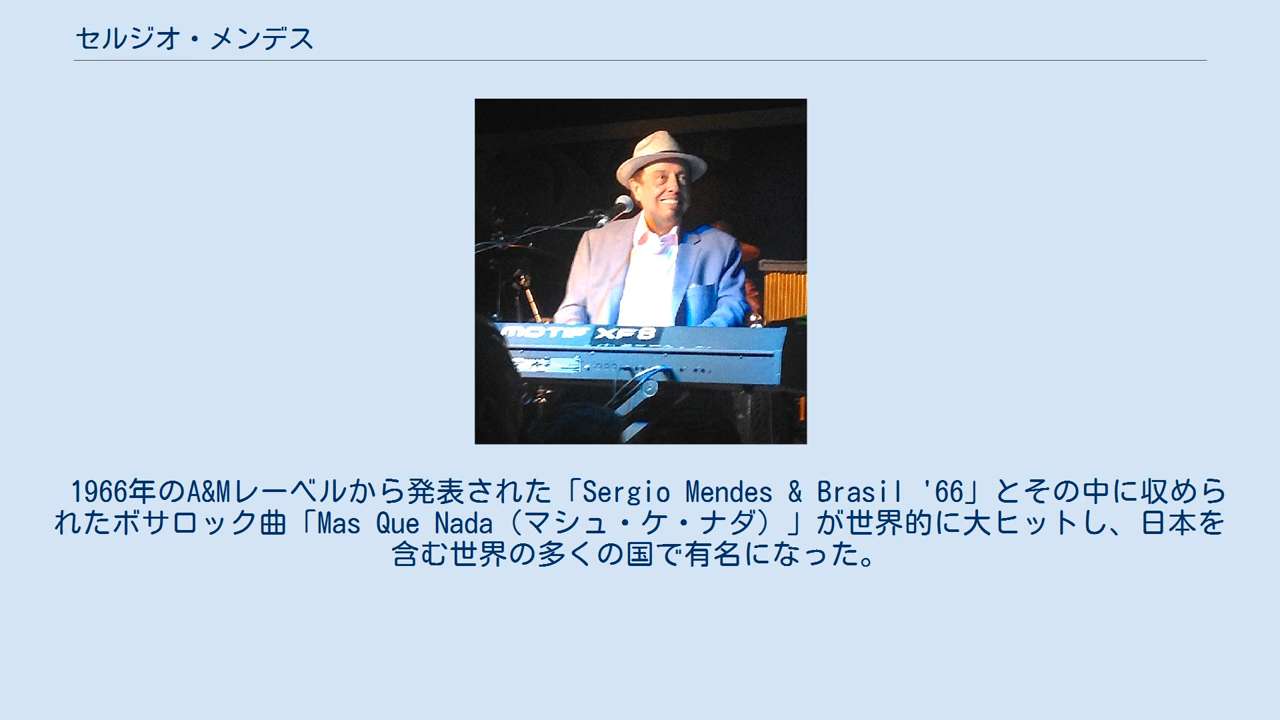 セルジオ・メンデス
MOTIF XF8
1966年のA&Mレーベルから発表された「Sergio Mendes & Brasil '66」とその中に収めら
れたボサロック曲「Mas Que Nada（マシュ・ケ・ナダ）」が世界的に大ヒットし、日本を
含む世界の多くの国で有名になった。